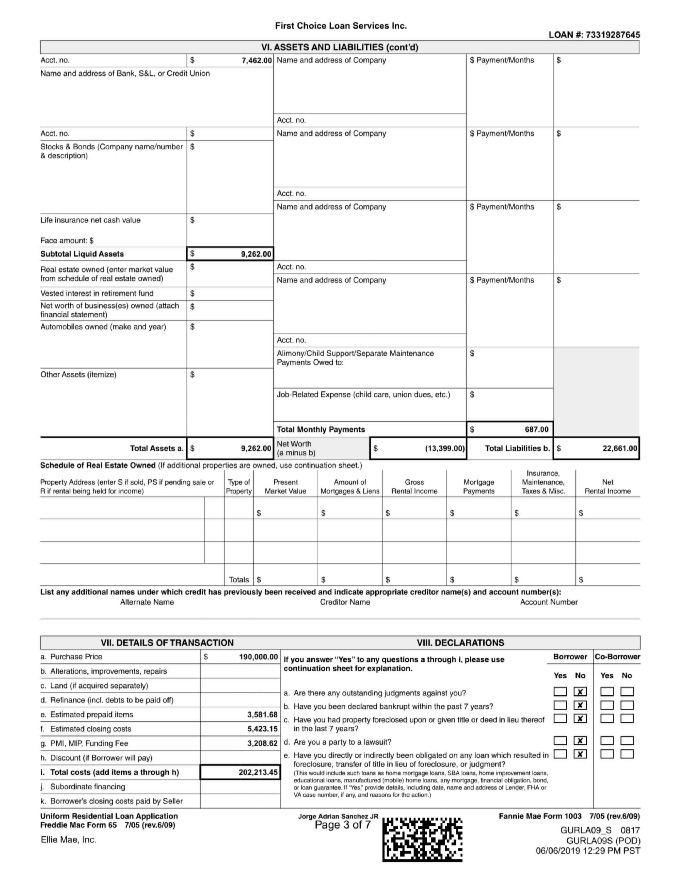 First Choice Loan Services Inc.
LOAN #: 73319287645
VI. ASSETS AND LIABILITIES (cont'd)
Acct. no. $ 7,462.00 Name and address of Company $ Payment/Months $
Name and address of Bank, S&L, or Credit Union
Acct. no.
Acct. no. $ Name and address of Company $ Payment/Months $
Stocks & Bonds (Company name/number $
& description)
Acct. no.
Name and address of Company $ Payment/Months $
Life insurance net cash value $
Face amount: $
Subtotal Liquid Assets $ 9,262.00
Real estate owned (enter market value $ Acct. no.
from schedule of real estate owned) Name and address of Company $ Payment/Months $
Vested interest in retirement fund $
Net worth of business(es) owned (attach $
financial statement)
Automobiles owned (make and year) $
Acct. no.
Alimony/Child Support/Separate Maintenance $
Payments Owed to:
Other Assets (itemize) $
Job-Related Expense (child care, union dues, etc.) $
Total Monthly Payments $ 687.00
Total Assets a. $ 9,262.00 Net Worth $ (13,399.00) Total Liabilities b. $ 22,661.00
(a minus b)
Schedule of Real Estate Owned (If additional properties are owned, use continuation sheet.)
Property Address (enter S if sold, PS if pending sale or
R if rental being held for income)
Type of
Property
Present
Market Value
Amount of
Mortgages & Liens
Gross
Rental Income
Mortgage
Payments
Insurance,
Maintenance,
Taxes & Misc.
Net
Rental Income
$ $ $ $ $ $
Totals $ $ $ $ $ $
List any additional names under which credit has previously been received and indicate appropriate creditor name(s) and account number(s):
Alternate Name Creditor Name Account Number
VII. DETAILS OF TRANSACTION
a. Purchase Price $ 190,000.00
b. Alterations, improvements, repairs
c. Land (if acquired separately)
d. Refinance (incl. debts to be paid off)
e. Estimated prepaid items 3,581.68
f. Estimated closing costs 5,423.15
g. PMI, MIP, Funding Fee 3,208.62
h. Discount (if Borrower will pay)
i. Total costs (add items a through h) 202,213.45
j. Subordinate financing
k. Borrower's closing costs paid by Seller
VIII. DECLARATIONS
If you answer "Yes" to any questions a through i, please use
continuation sheet for explanation.
Borrower Co-Borrower
Yes No Yes No
a. Are there any outstanding judgments against you? X
b. Have you been declared bankrupt within the past 7 years? X
c. Have you had property foreclosed upon or given title or deed in lieu thereof X
in the last 7 years?
d. Are you a party to a lawsuit? X
e. Have you directly or indirectly been obligated on any loan which resulted in X
foreclosure, transfer of title in lieu of foreclosure, or judgment?
(This would include such loans as home mortgage loans, SBA loans, home improvement loans,
educational loans, manufactured (mobile) home loans, any mortgage, financial obligation, bond,
or loan guarantee. If "Yes," provide details, including date, name and address of Lender, FHA or
VA case number, if any, and reasons for the action.)
Uniform Residential Loan Application
Freddie Mac Form 65 7/05 (rev.6/09)
Ellie Mae, Inc.
Jorge Adrian Sanchez JR
Page 3 of 7
Fannie Mae Form 1003 7/05 (rev.6/09)
GURLA09_S 0817
GURLA09S (POD)
06/06/2019 12:29 PM PST